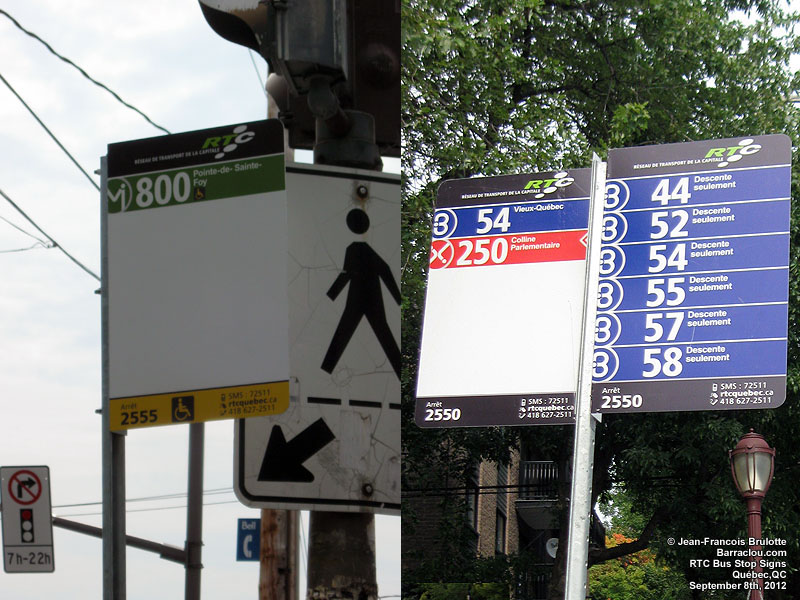 RTC
RÉSEAU DE TRANSPORT DE LA CAPITALE
800 Pointe-de-Sainte-
Foy
Arrêt
2555
SMS : 72511
rtcquebec.ca
418 627-2511
7h-22h
Bell
RTC
RÉSEAU DE TRANSPORT DE LA CAPITALE
54 Vieux-Québec
250 Colline
Parlementaire
Arrêt
2550
SMS : 72511
rtcquebec.ca
418 627-2511
RTC
RÉSEAU DE TRANSPORT DE LA CAPITALE
44 Descente
seulement
52 Descente
seulement
54 Descente
seulement
55 Descente
seulement
57 Descente
seulement
58 Descente
seulement
Arrêt
2550
SMS : 72511
rtcquebec.ca
418 627-2511
© Jean-Francois Brulotte
Barraclou.com
RTC Bus Stop Signs
Québec,QC
September 8th, 2012